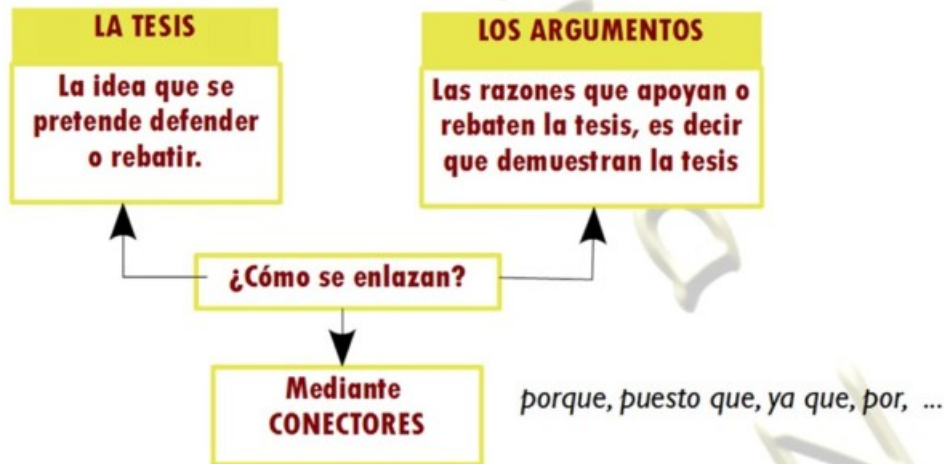 LA TESIS
La idea que se
pretende defender
o rebatir.
LOS ARGUMENTOS
Las razones que apoyan o
rebaten la tesis, es decir
que demuestran la tesis
¿Cómo se enlazan?
Mediante
CONECTORES
porque, puesto que, ya que, por, ...